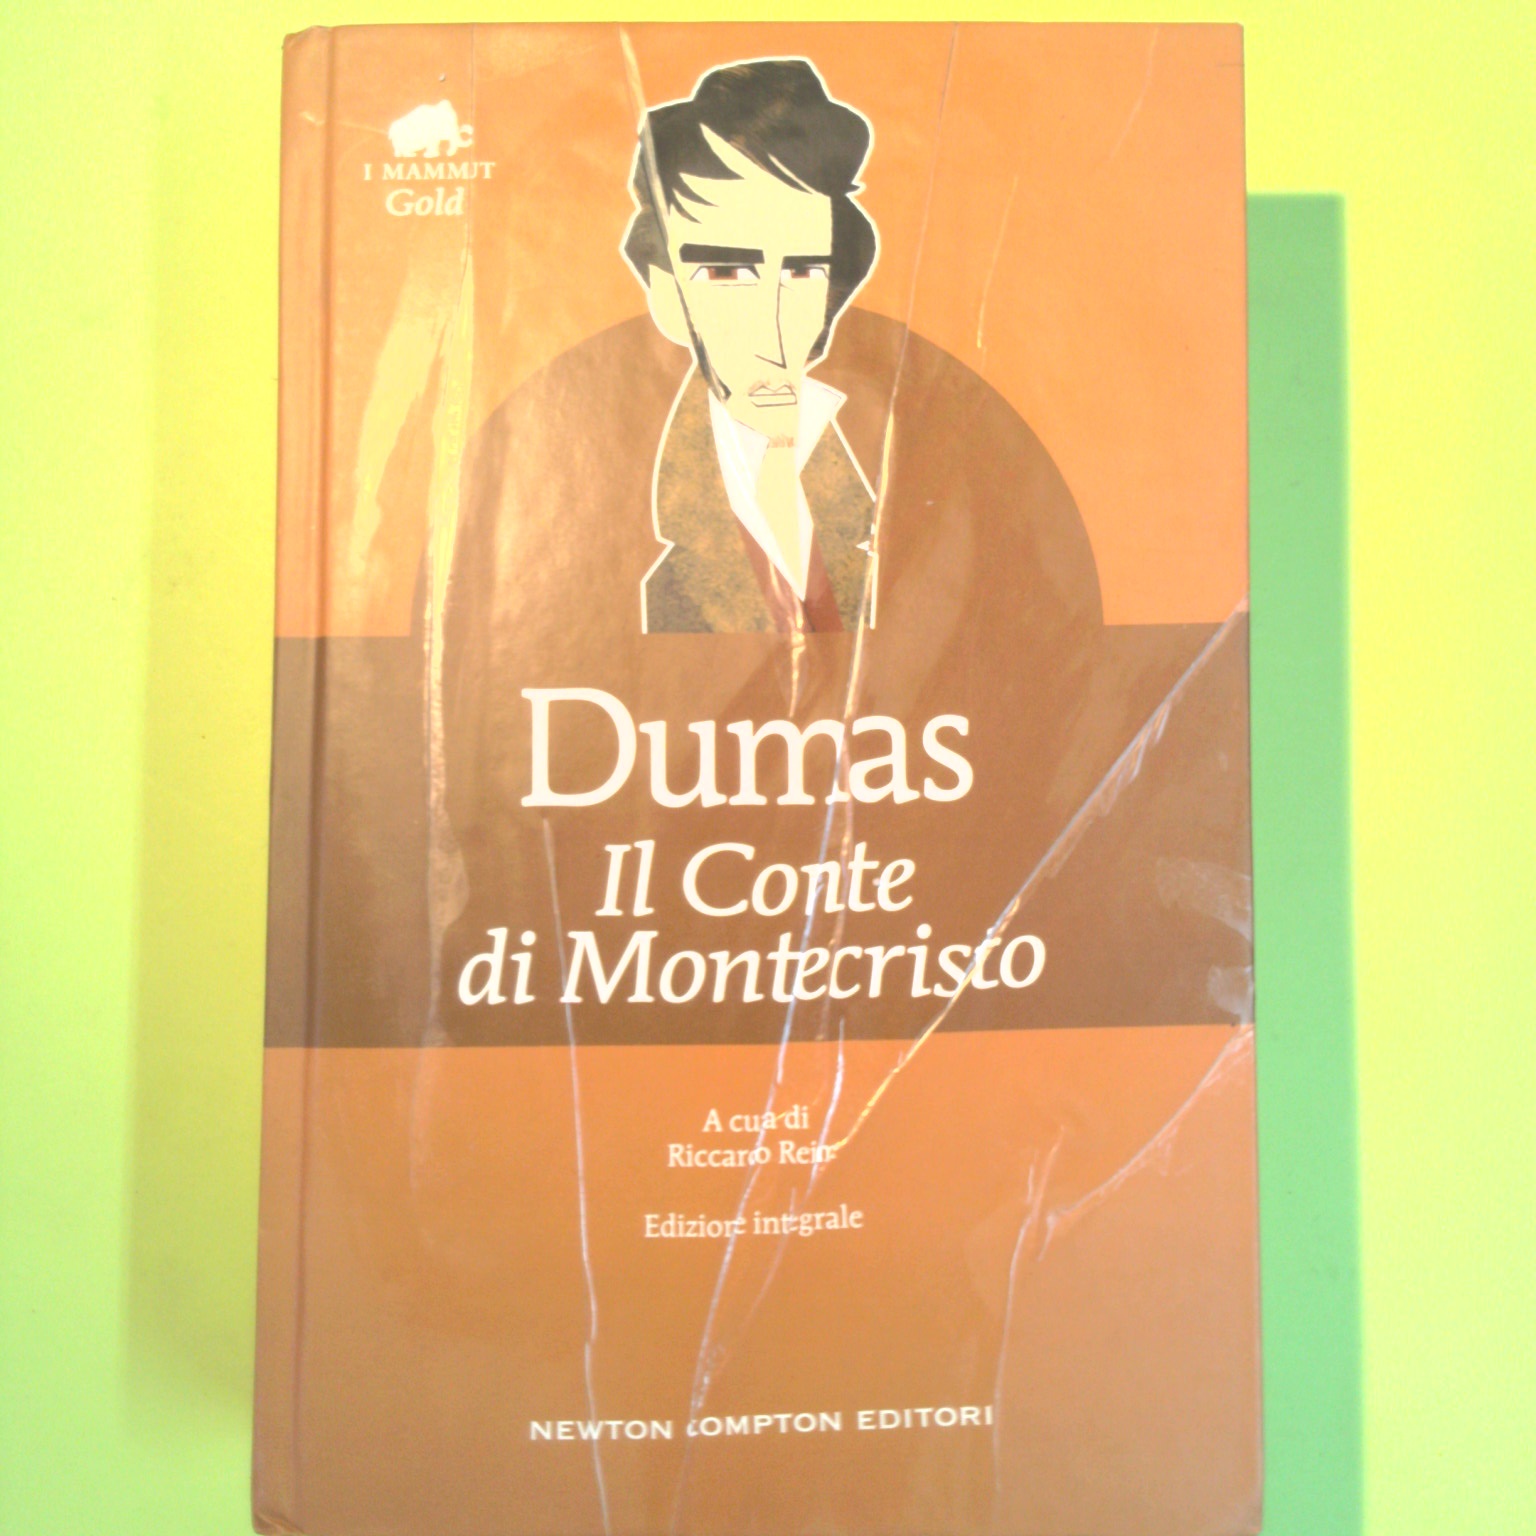 I MAMMUT
Gold
Dumas
Il Conte
di Montecristo
A cura di
Riccardo Reim
Edizione integrale
NEWTON COMPTON EDITORI